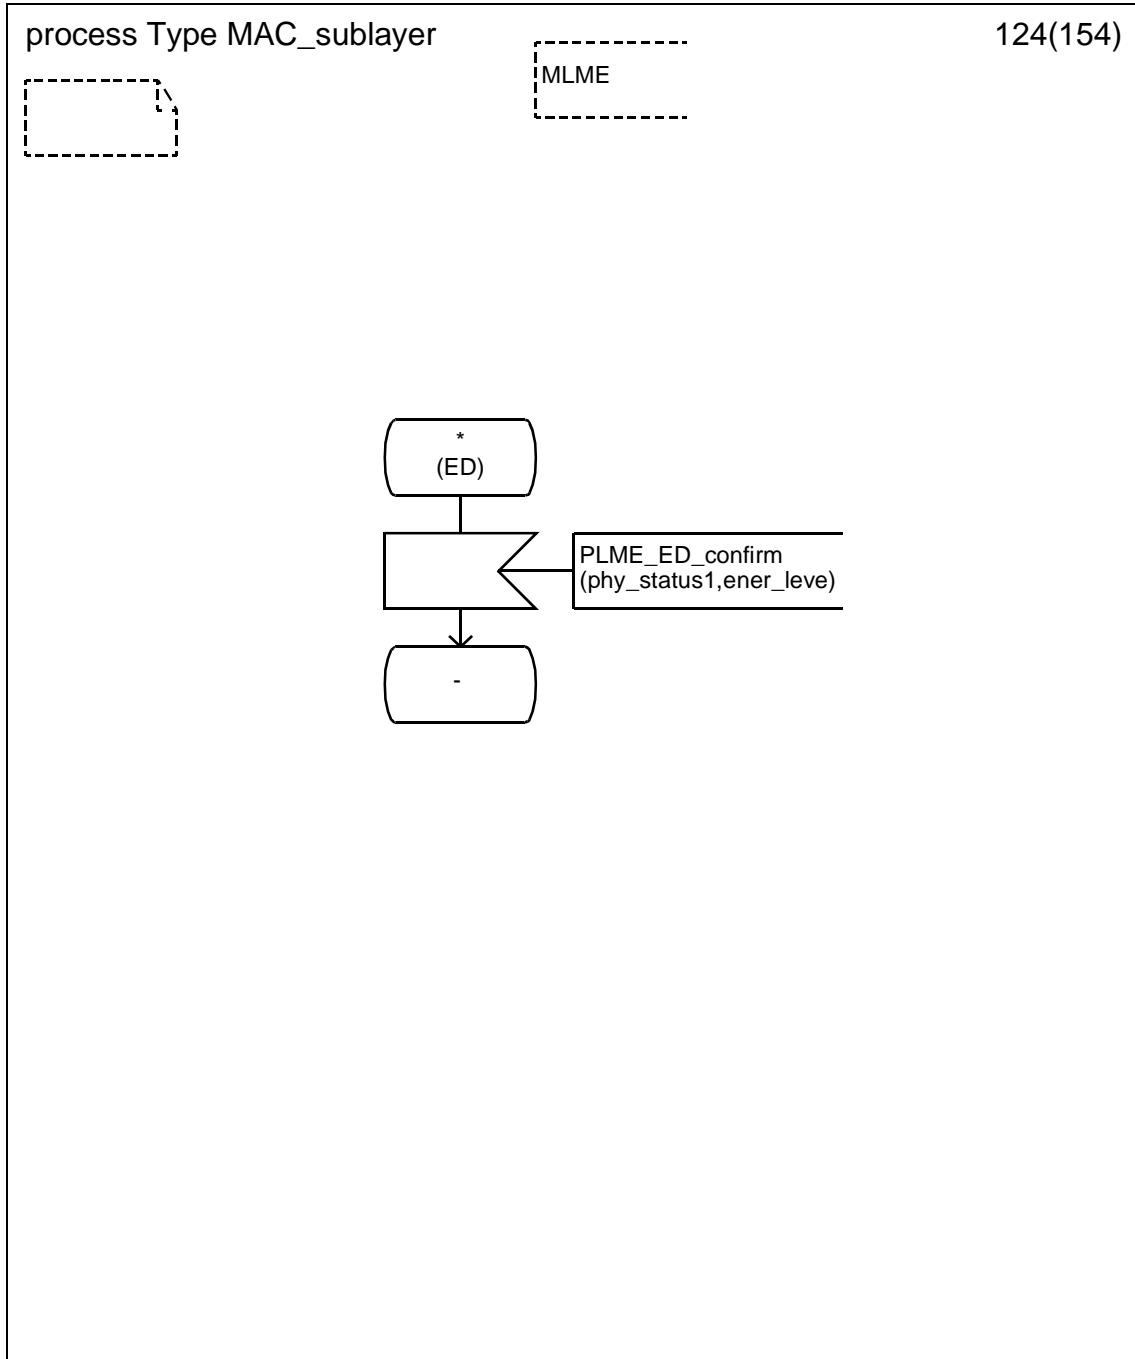 process Type MAC_sublayer
124(154)
MLME
*
(ED)
PLME_ED_confirm
(phy_status1,ener_leve)
-